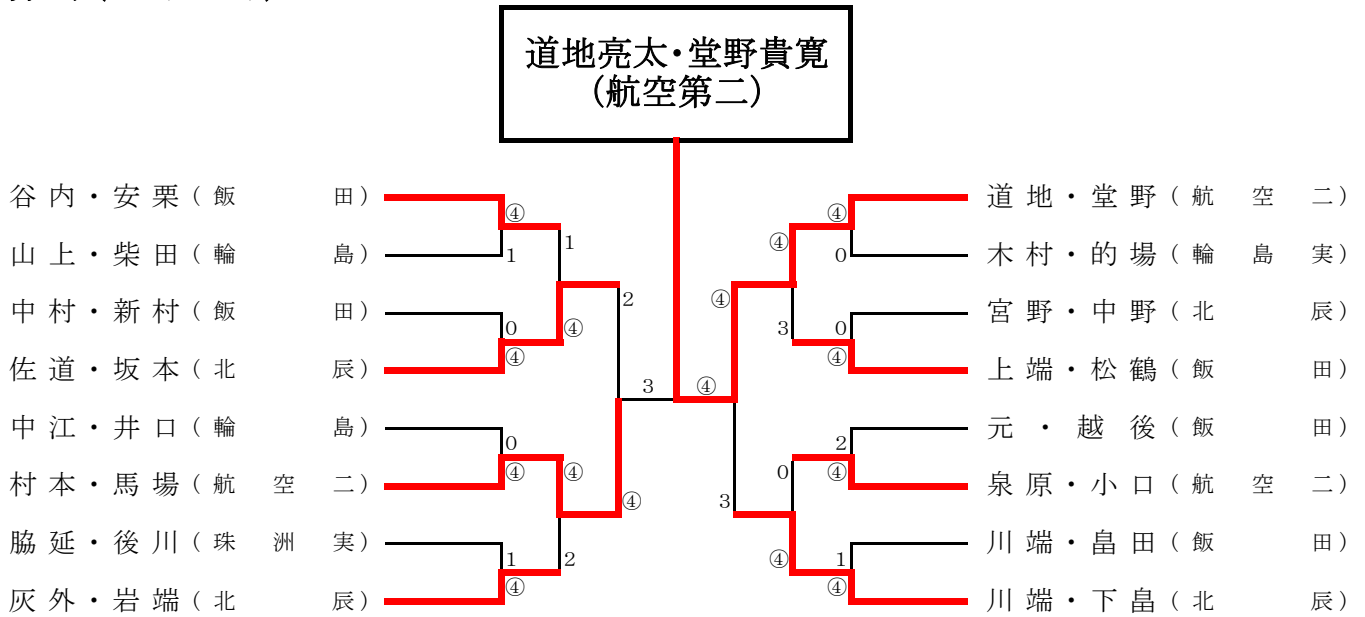 道地亮太・堂野貴寛
(航空第二)
谷内・安栗(飯田)
④
山上・柴田(輪島)
1
1
中村・新村(飯田)
0
④
2
佐道・坂本(北辰)
④
3
中江・井口(輪島)
0
④
村本・馬場(航空二)
④
④
脇延・後川(珠洲実)
1
2
灰外・岩端(北辰)
④
④
道地・堂野(航空二)
④
④
木村・的場(輪島実)
0
④
宮野・中野(北辰)
3
0
上端・松鶴(飯田)
④
元・越後(飯田)
2
泉原・小口(航空二)
0
④
3
川端・畠田(飯田)
④
1
川端・下畠(北辰)
④